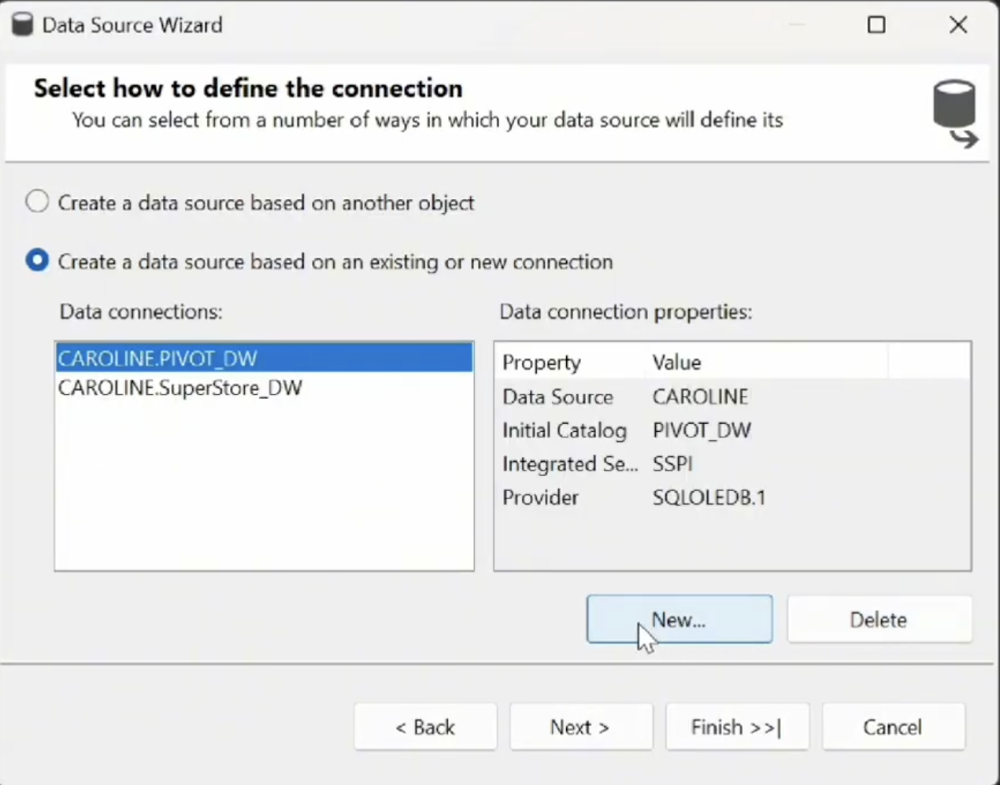 Data Source Wizard
Select how to define the connection
You can select from a number of ways in which your data source will define its
Create a data source based on another object
Create a data source based on an existing or new connection
Data connections:
CAROLINE.PIVOT_DW
CAROLINE.SuperStore_DW
Data connection properties:
Property Value
Data Source CAROLINE
Initial Catalog PIVOT_DW
Integrated Se... SSPI
Provider SQLOLEDB.1
New...
Delete
< Back
Next >
Finish >>|
Cancel